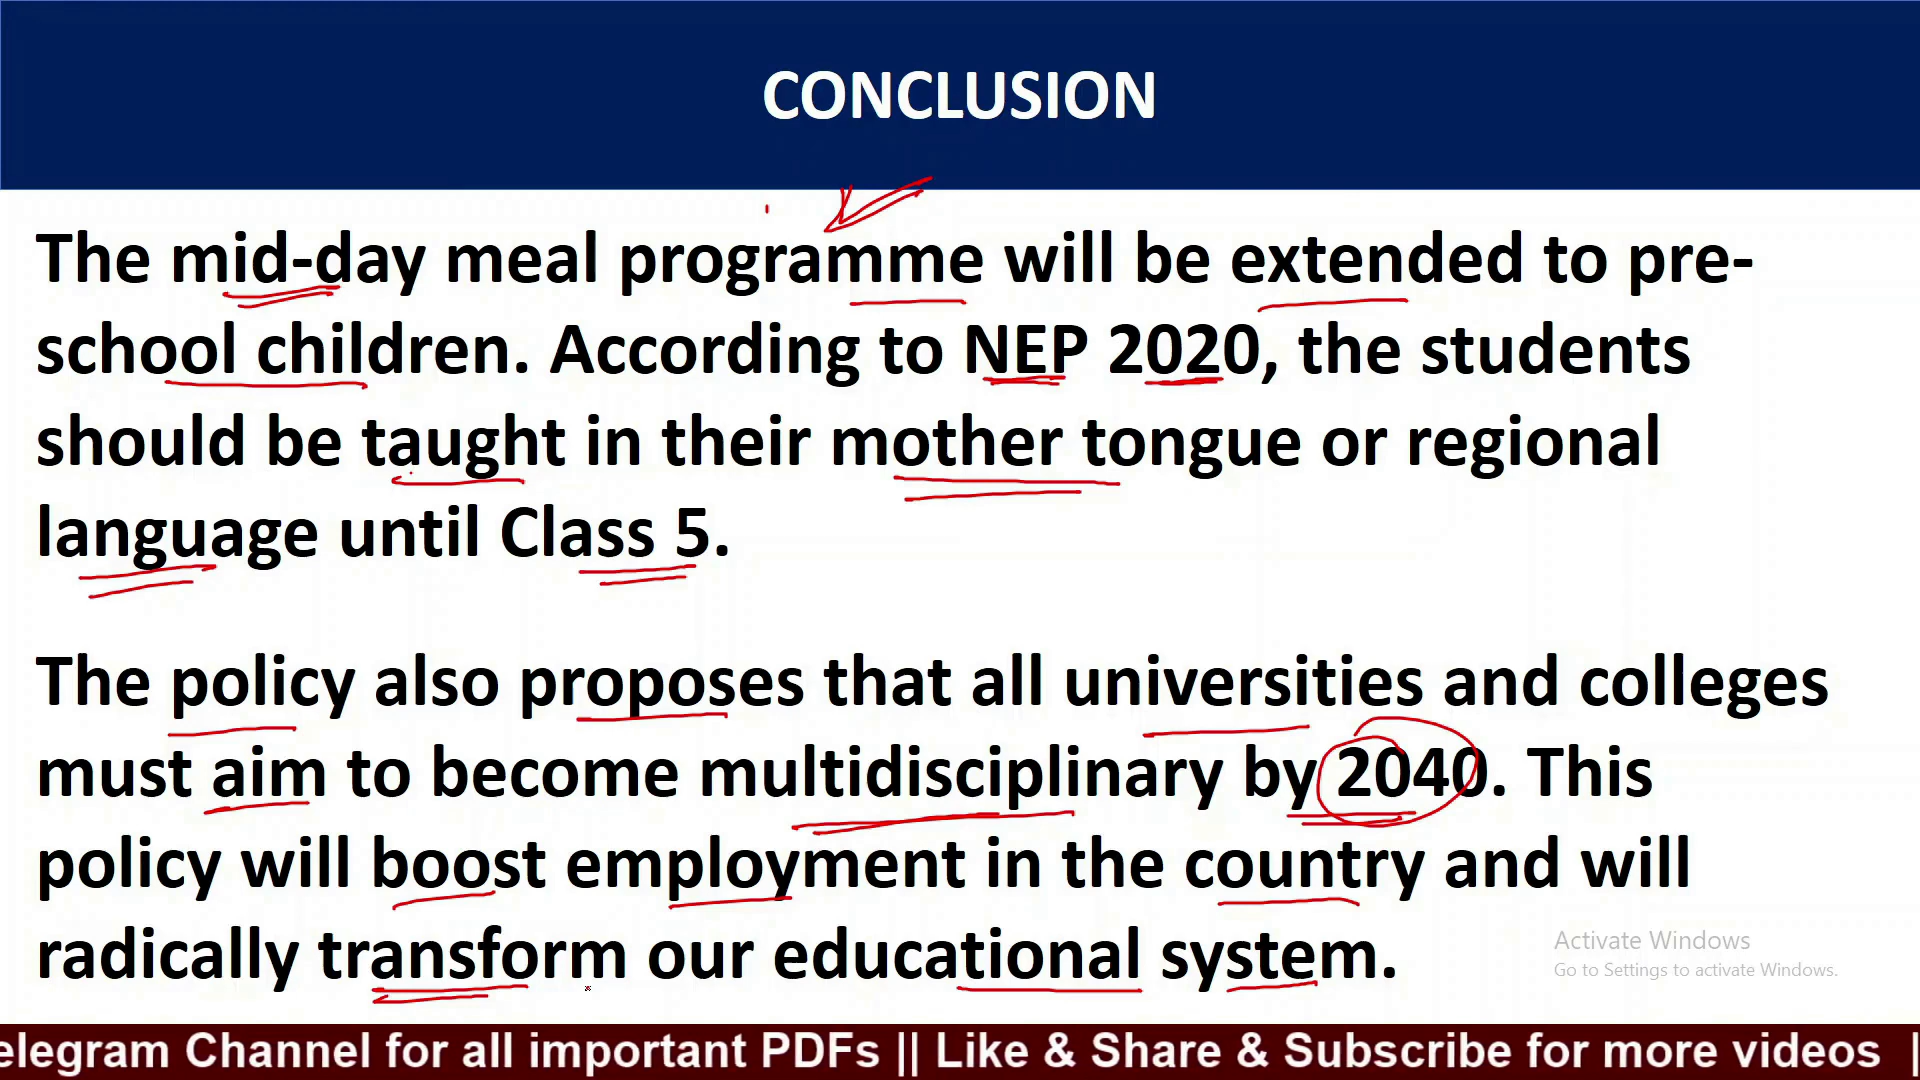 CONCLUSION
The mid-day meal programme will be extended to pre-
school children. According to NEP 2020, the students
should be taught in their mother tongue or regional
language until Class 5.
The policy also proposes that all universities and colleges
must aim to become multidisciplinary by 2040. This
policy will boost employment in the country and will
radically transform our educational system.
Activate Windows
Go to Settings to activate Windows.
elegram Channel for all important PDFs || Like & Share & Subscribe for more videos |